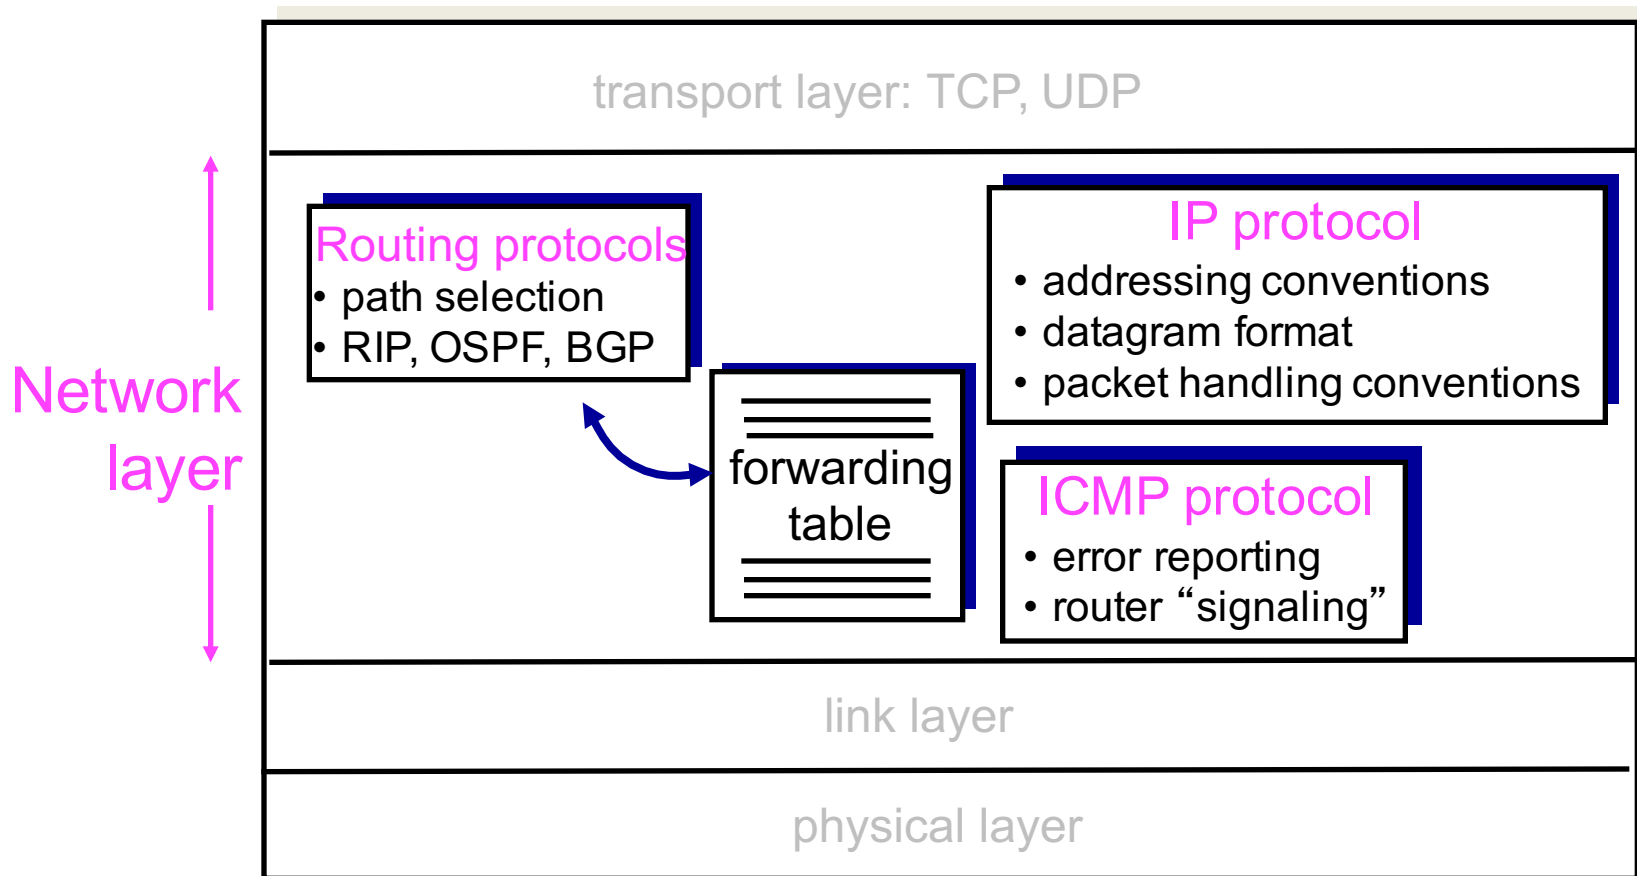 transport layer: TCP, UDP
Network
layer
Routing protocols
• path selection
• RIP, OSPF, BGP
forwarding
table
IP protocol
• addressing conventions
• datagram format
• packet handling conventions
ICMP protocol
• error reporting
• router “signaling”
link layer
physical layer